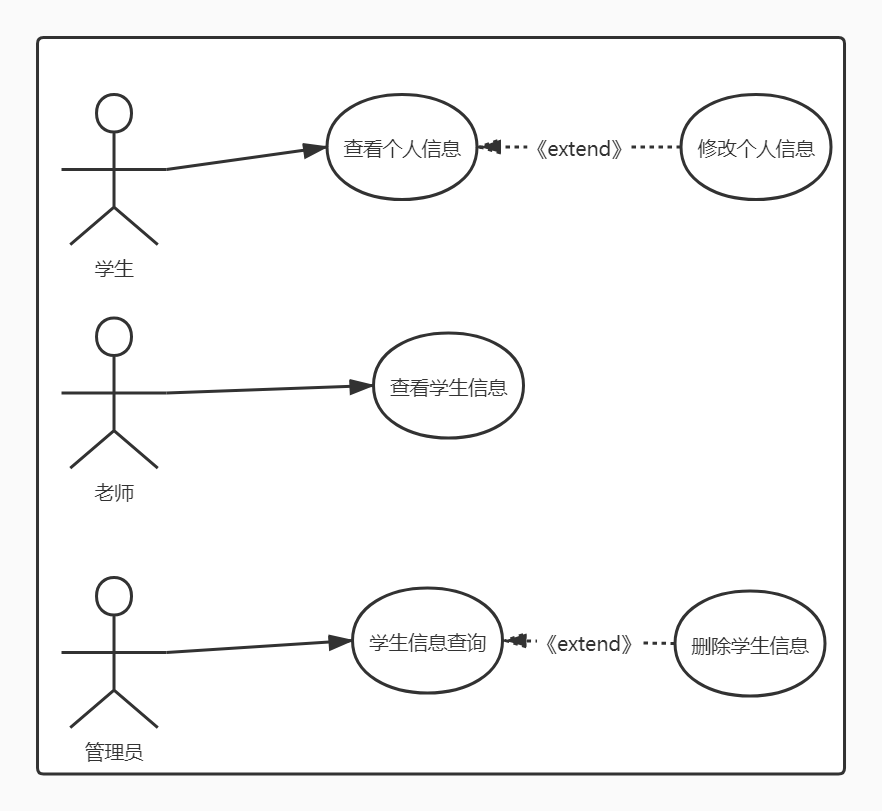 查看个人信息
《extend》
修改个人信息
学生
查看学生信息
老师
学生信息查询
《extend》
删除学生信息
管理员